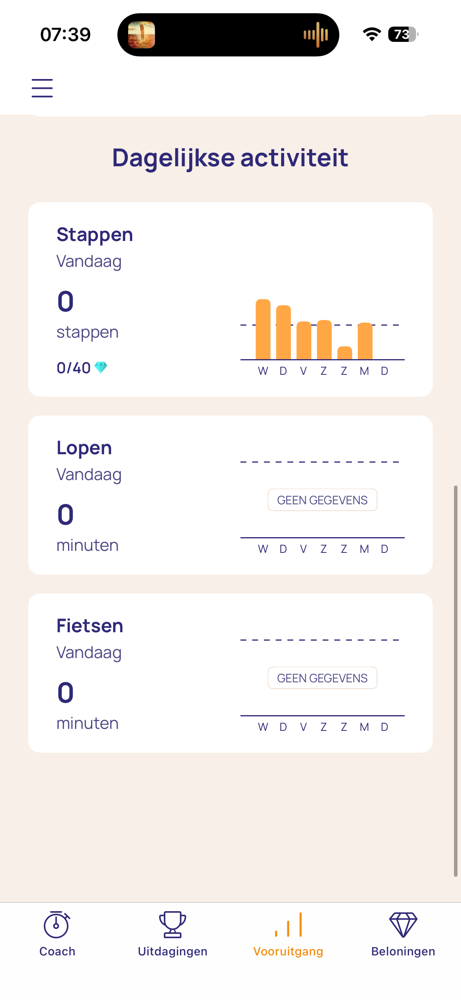 07:39
73
Dagelijkse activiteit
Stappen
Vandaag
0
stappen
0/40
W D V Z Z M D
Lopen
Vandaag
0
minuten
GEEN GEGEVENS
W D V Z Z M D
Fietsen
Vandaag
0
minuten
GEEN GEGEVENS
W D V Z Z M D
Coach Uitdagingen Vooruitgang Beloningen